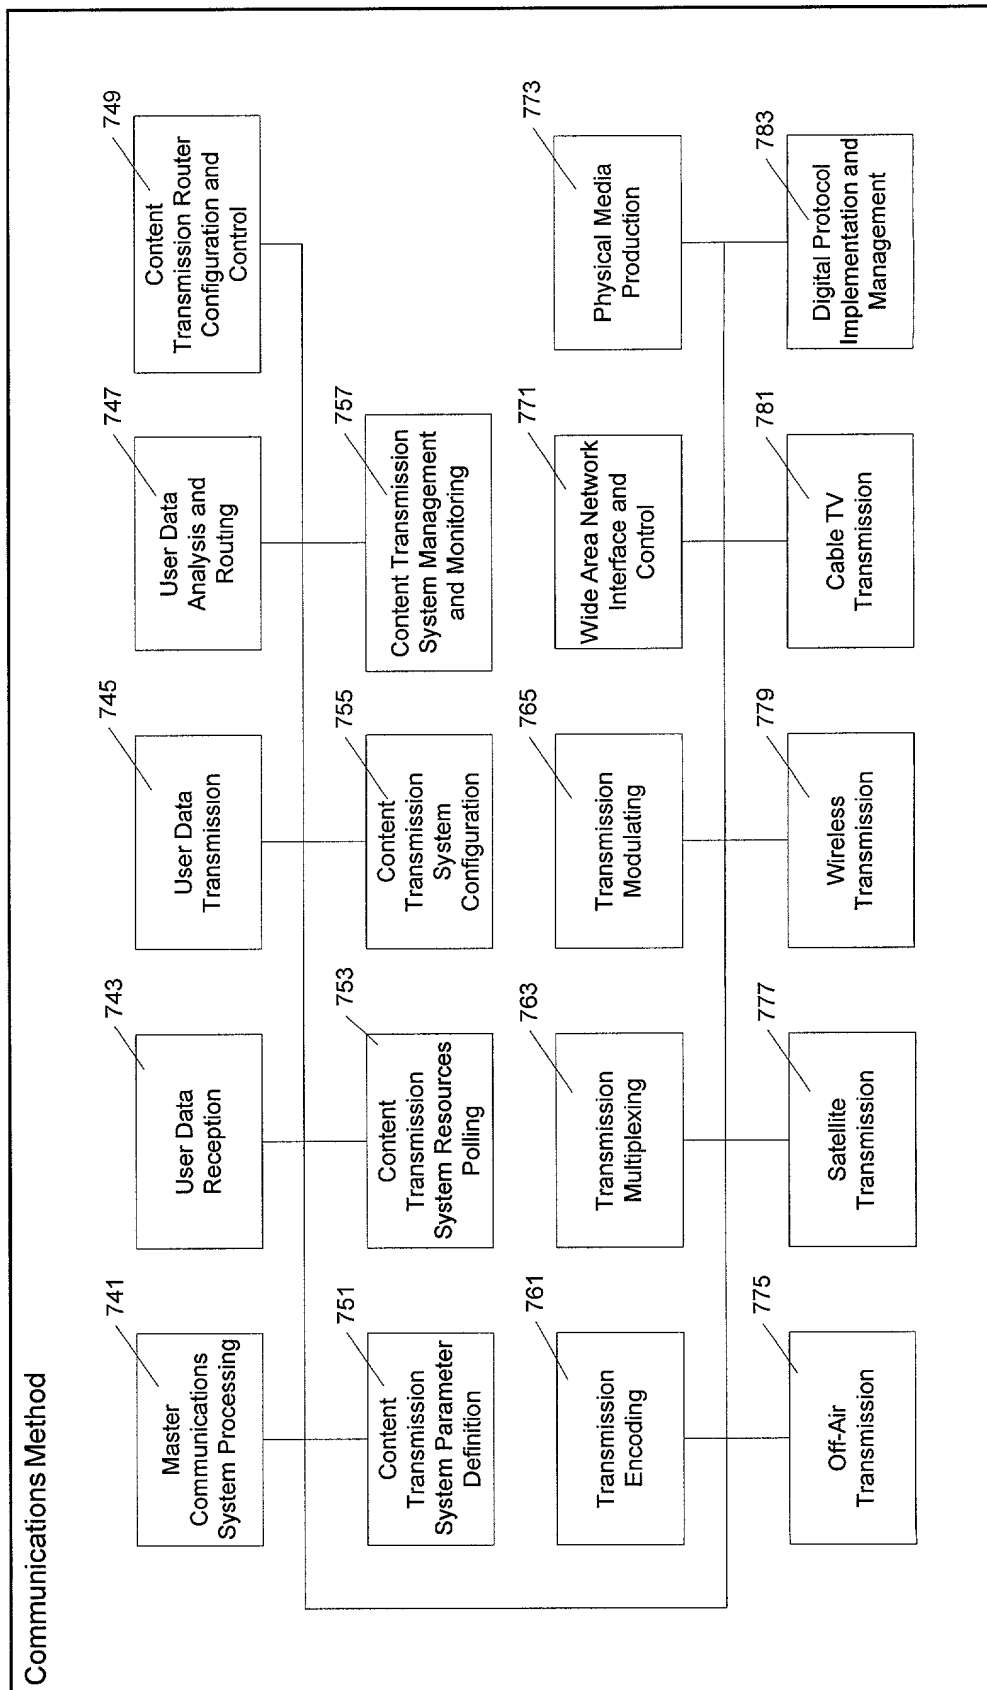 Communications Method
741
Master
Communications
System Processing
743
User Data
Reception
745
User Data
Transmission
747
User Data
Analysis and
Routing
749
Content
Transmission Router
Configuration and
Control
751
Content
Transmission
System Parameter
Definition
753
Content
Transmission
System Resources
Polling
755
Content
Transmission
System
Configuration
757
Content Transmission
System Management
and Monitoring
761
Transmission
Encoding
763
Transmission
Multiplexing
765
Transmission
Modulating
771
Wide Area Network
Interface and
Control
773
Physical Media
Production
775
Off-Air
Transmission
777
Satellite
Transmission
779
Wireless
Transmission
781
Cable TV
Transmission
783
Digital Protocol
Implementation and
Management